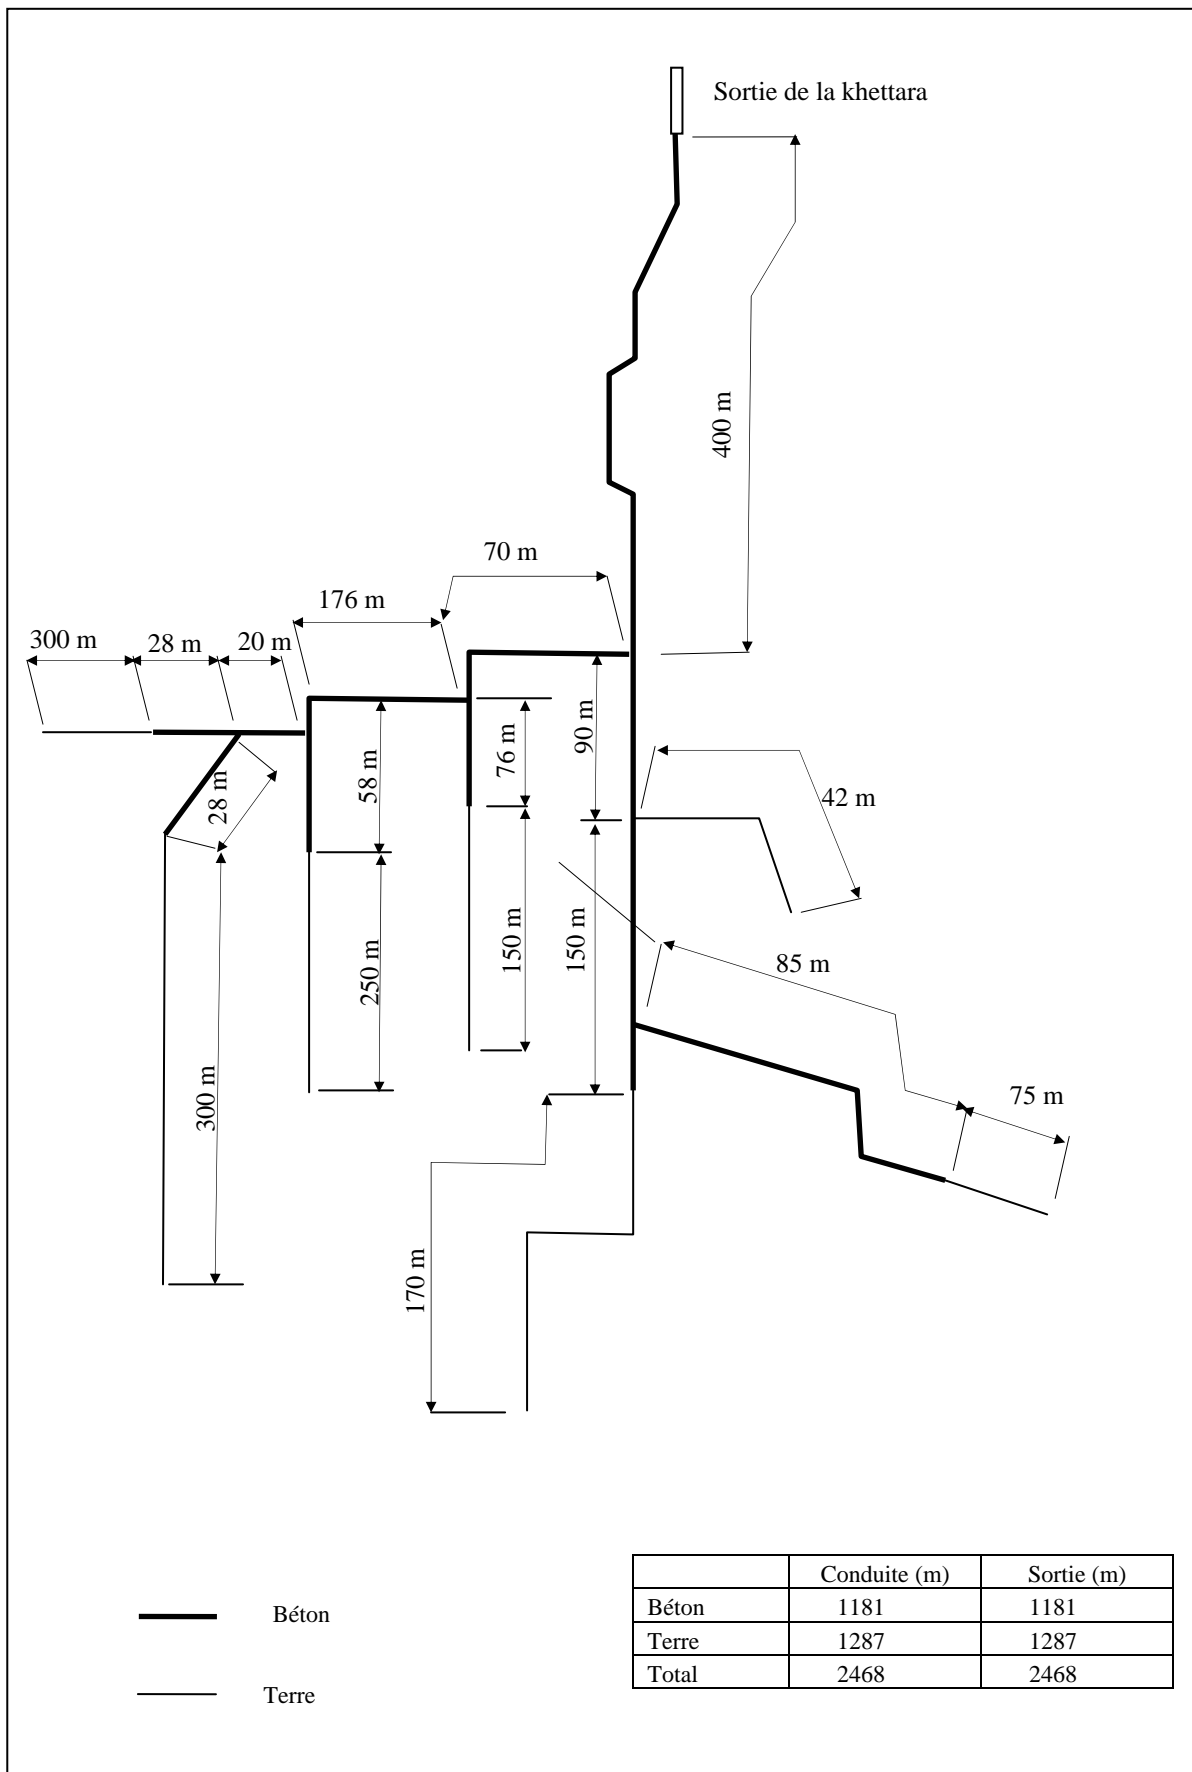 Sortie de la khettara
400 m
70 m
176 m
300 m
28 m
20 m
90 m
76 m
58 m
28 m
42 m
150 m
150 m
250 m
85 m
300 m
75 m
170 m
Conduite (m) Sortie (m)
Béton 1181 1181
Terre 1287 1287
Total 2468 2468
Béton
Terre